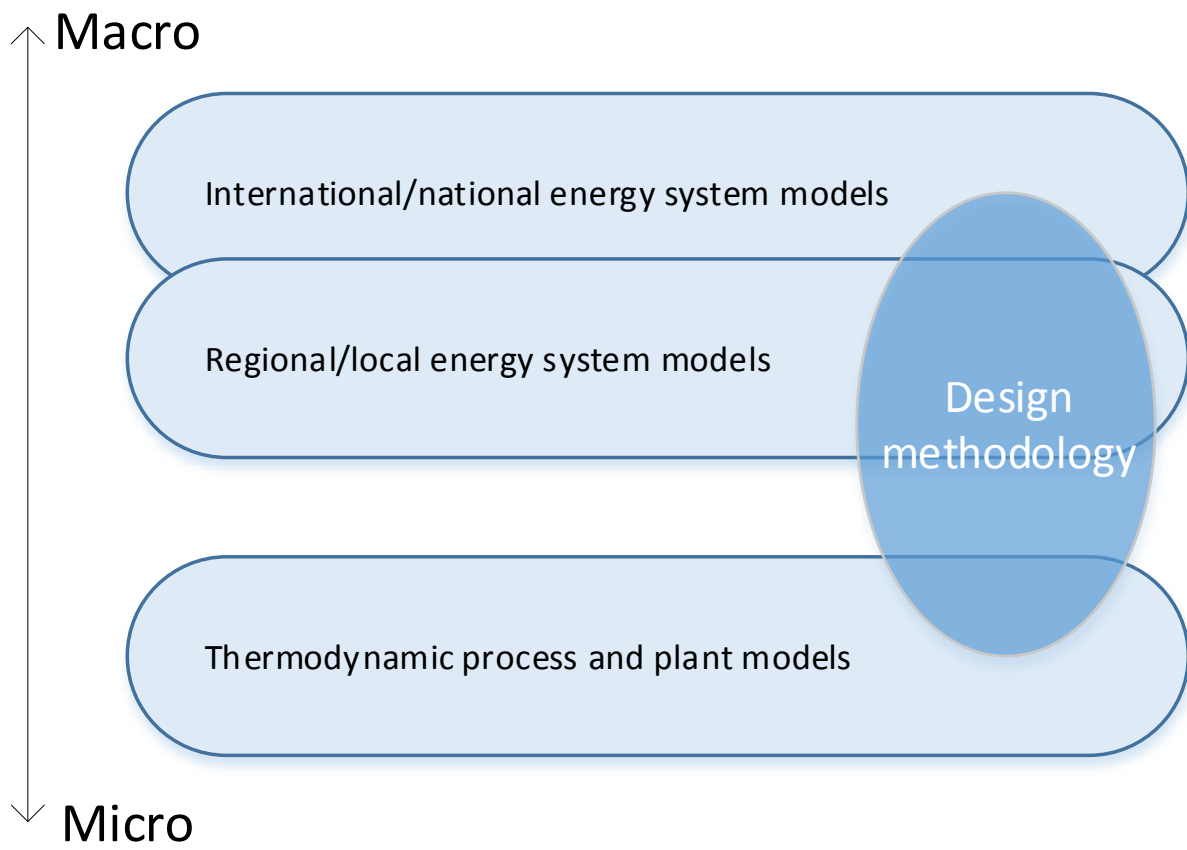 Macro
International/national energy system models
Regional/local energy system models
Design
methodology
Thermodynamic process and plant models
Micro